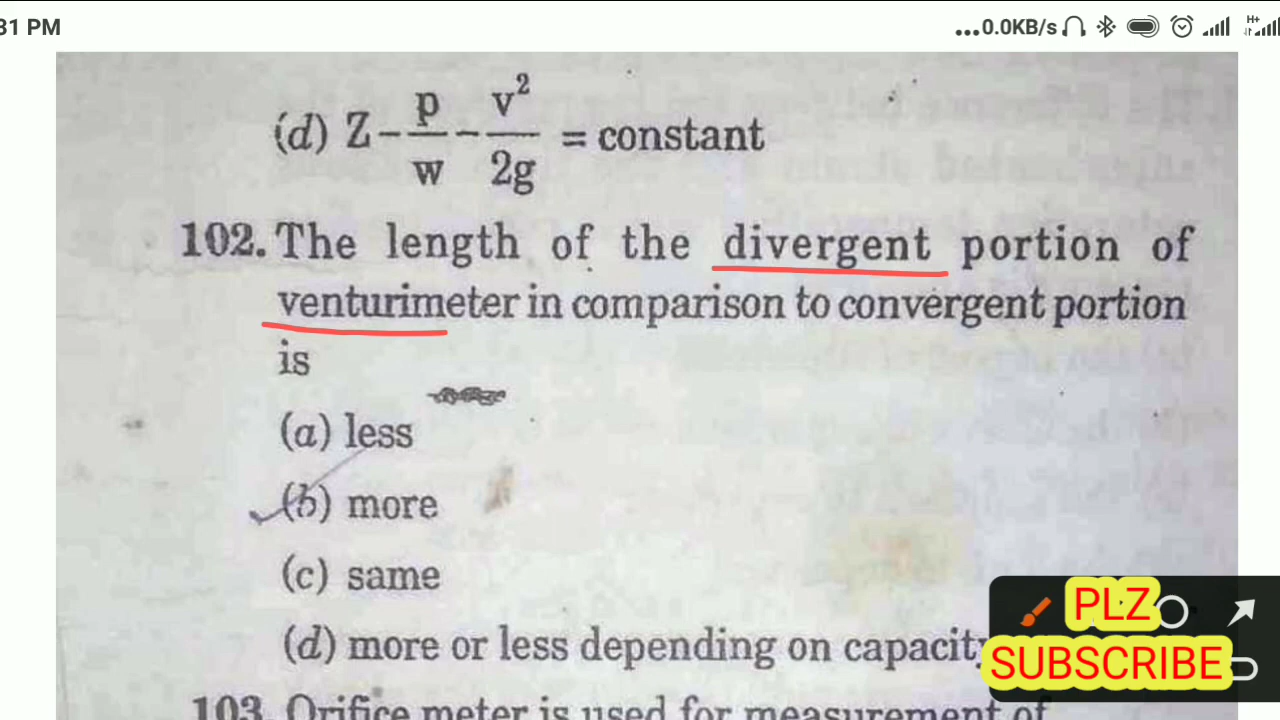 31 PM
...0.0KB/s
H+
(d) Z – p/w – v²/2g = constant
102. The length of the divergent portion of
venturimeter in comparison to convergent portion
is
(a) less
(b) more
(c) same
(d) more or less depending on capacity
PLZ
SUBSCRIBE
103. Orifice meter is used for measurement of